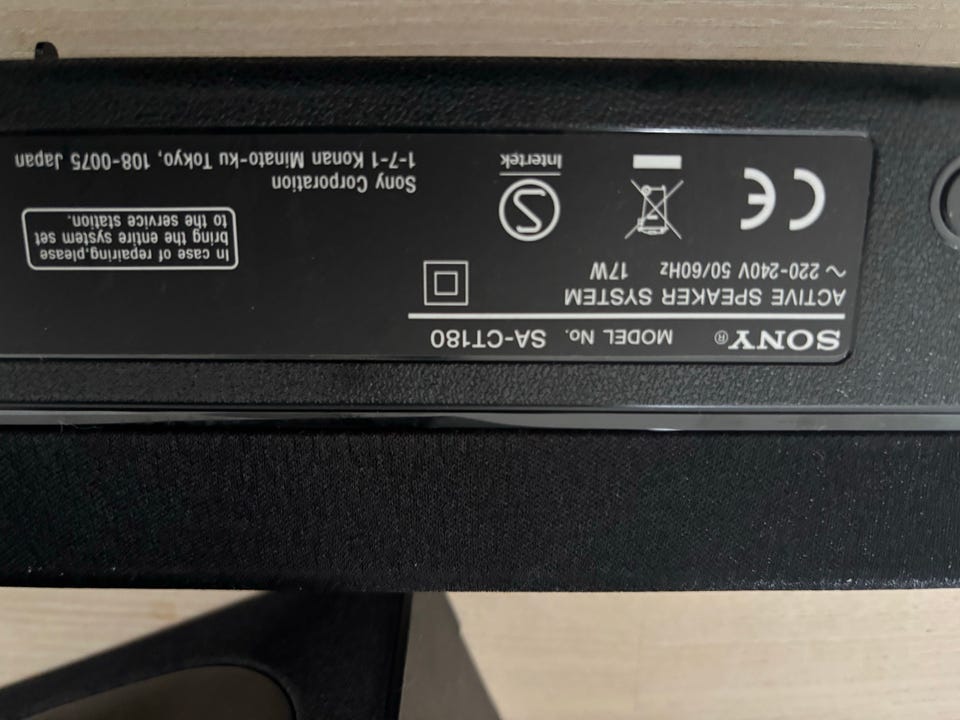 SONY® MODEL No. SA-CT180
ACTIVE SPEAKER SYSTEM
～ 220-240V 50/60Hz 17W
CE
S
Intertek
In case of repairing,please
bring the entire system set
to the service station.
Sony Corporation
1-7-1 Konan Minato-ku Tokyo, 108-0075 Japan